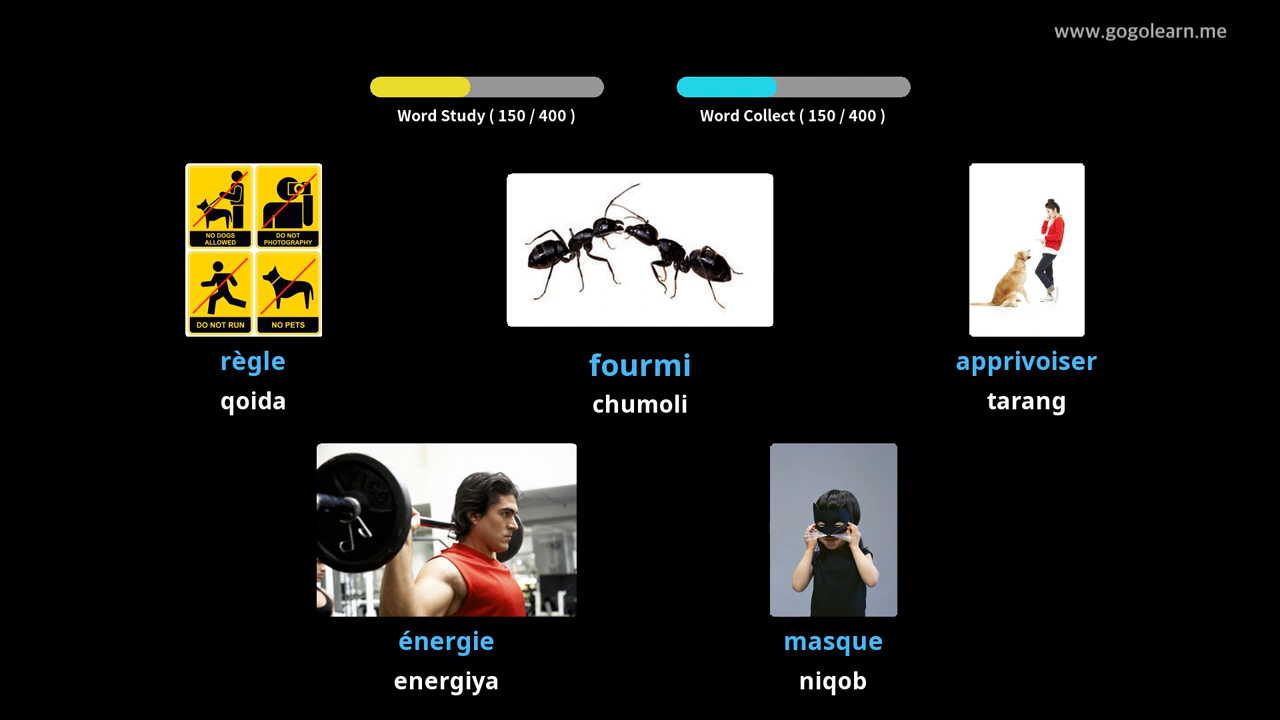 www.gogolearn.me
Word Study ( 150 / 400 )
Word Collect ( 150 / 400 )
NO DOGS
ALLOWED
DO NOT
PHOTOGRAPHY
DO NOT RUN
NO PETS
règle
qoida
fourmi
chumoli
apprivoiser
tarang
énergie
energiya
masque
niqob